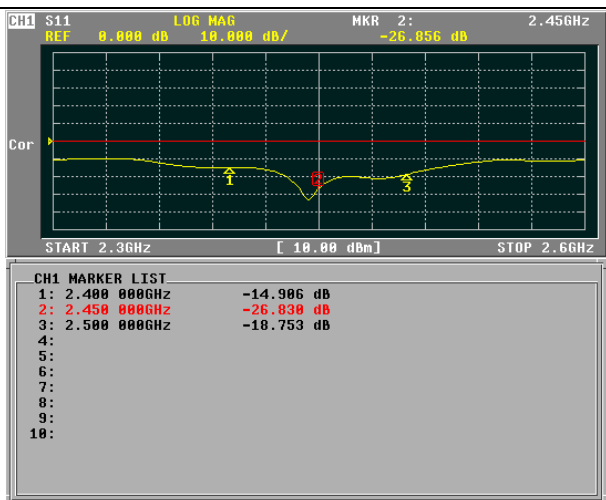 CH1 S11 LOG MAG MKR 2: 2.45GHz
REF 0.000 dB 10.000 dB/ -26.856 dB
Cor
1
2
3
START 2.3GHz [ 10.00 dBm] STOP 2.6GHz
CH1 MARKER LIST
1: 2.400 000GHz -14.906 dB
2: 2.450 000GHz -26.830 dB
3: 2.500 000GHz -18.753 dB
4:
5:
6:
7:
8:
9:
10: